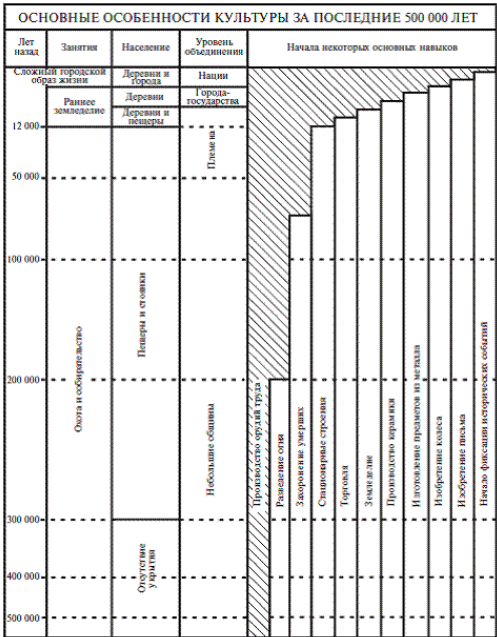 ОСНОВНЫЕ ОСОБЕННОСТИ КУЛЬТУРЫ ЗА ПОСЛЕДНИЕ 500 000 ЛЕТ
Лет
назад
Занятия
Население
Уровень
объединения
Начала некоторых основных навыков
Сложный городской
образ жизни
Деревни и
города
Нации
Раннее
земледелие
Деревни
Города-
государства
Деревни и
пещеры
12 000
50 000
100 000
200 000
300 000
400 000
500 000
Охота и собирательство
Пещеры и стоянки
Отсутствие
укрытия
Племена
Небольшие общины
Производство орудий труда
Разведение огня
Захоронение умерших
Стационарные строения
Торговля
Земледелие
Производство керамики
Изготовление предметов из металла
Изобретение колеса
Изобретение письма
Начало фиксации исторических событий